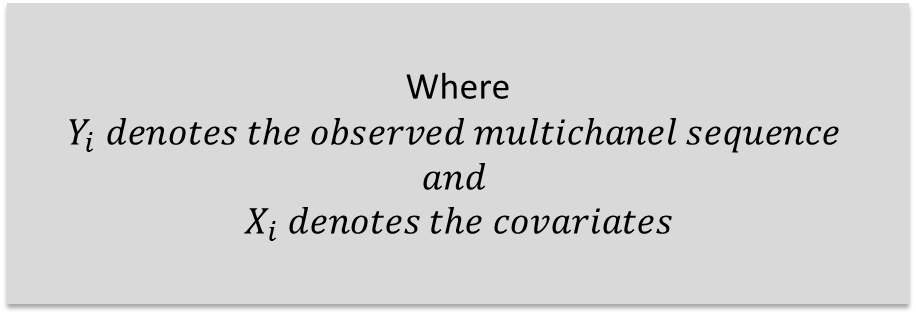 Where
Yᵢ denotes the observed multichanel sequence
and
Xᵢ denotes the covariates